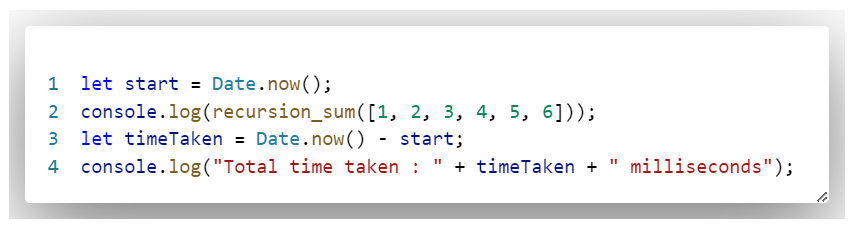 1 let start = Date.now();
2 console.log(recursion_sum([1, 2, 3, 4, 5, 6]));
3 let timeTaken = Date.now() - start;
4 console.log("Total time taken : " + timeTaken + " milliseconds");